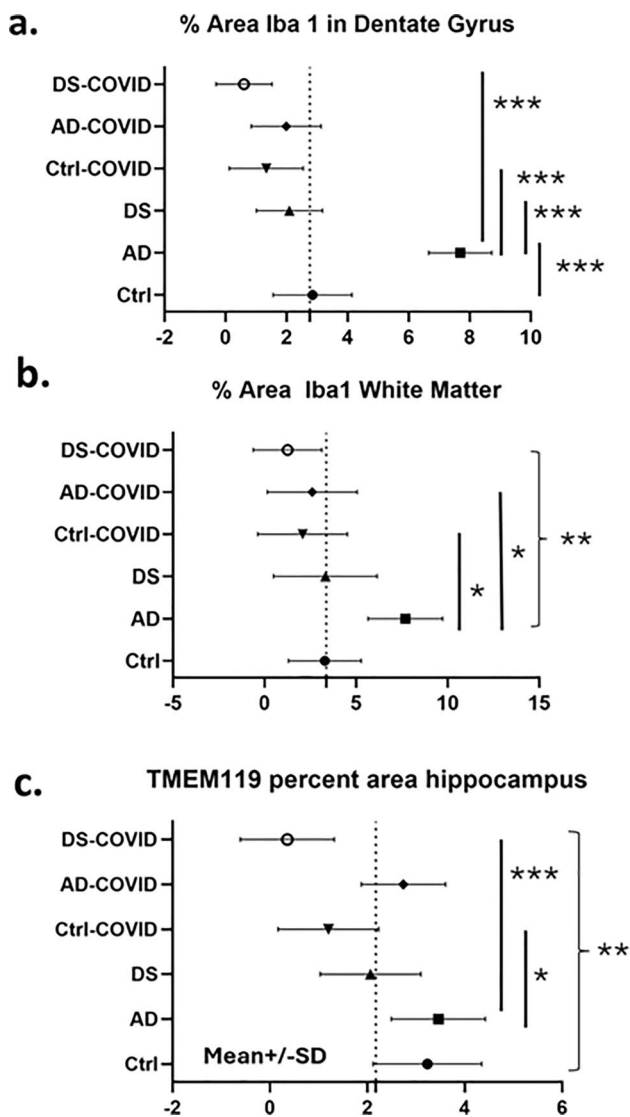 a.
% Area Iba 1 in Dentate Gyrus
DS-COVID
AD-COVID
Ctrl-COVID
DS
AD
Ctrl
***
***
***
***
-2 0 2 4 6 8 10
b.
% Area Iba1 White Matter
DS-COVID
AD-COVID
Ctrl-COVID
DS
AD
Ctrl
**
*
*
-5 0 5 10 15
c.
TMEM119 percent area hippocampus
DS-COVID
AD-COVID
Ctrl-COVID
DS
AD
Ctrl
***
**
*
Mean+/-SD
-2 0 2 4 6